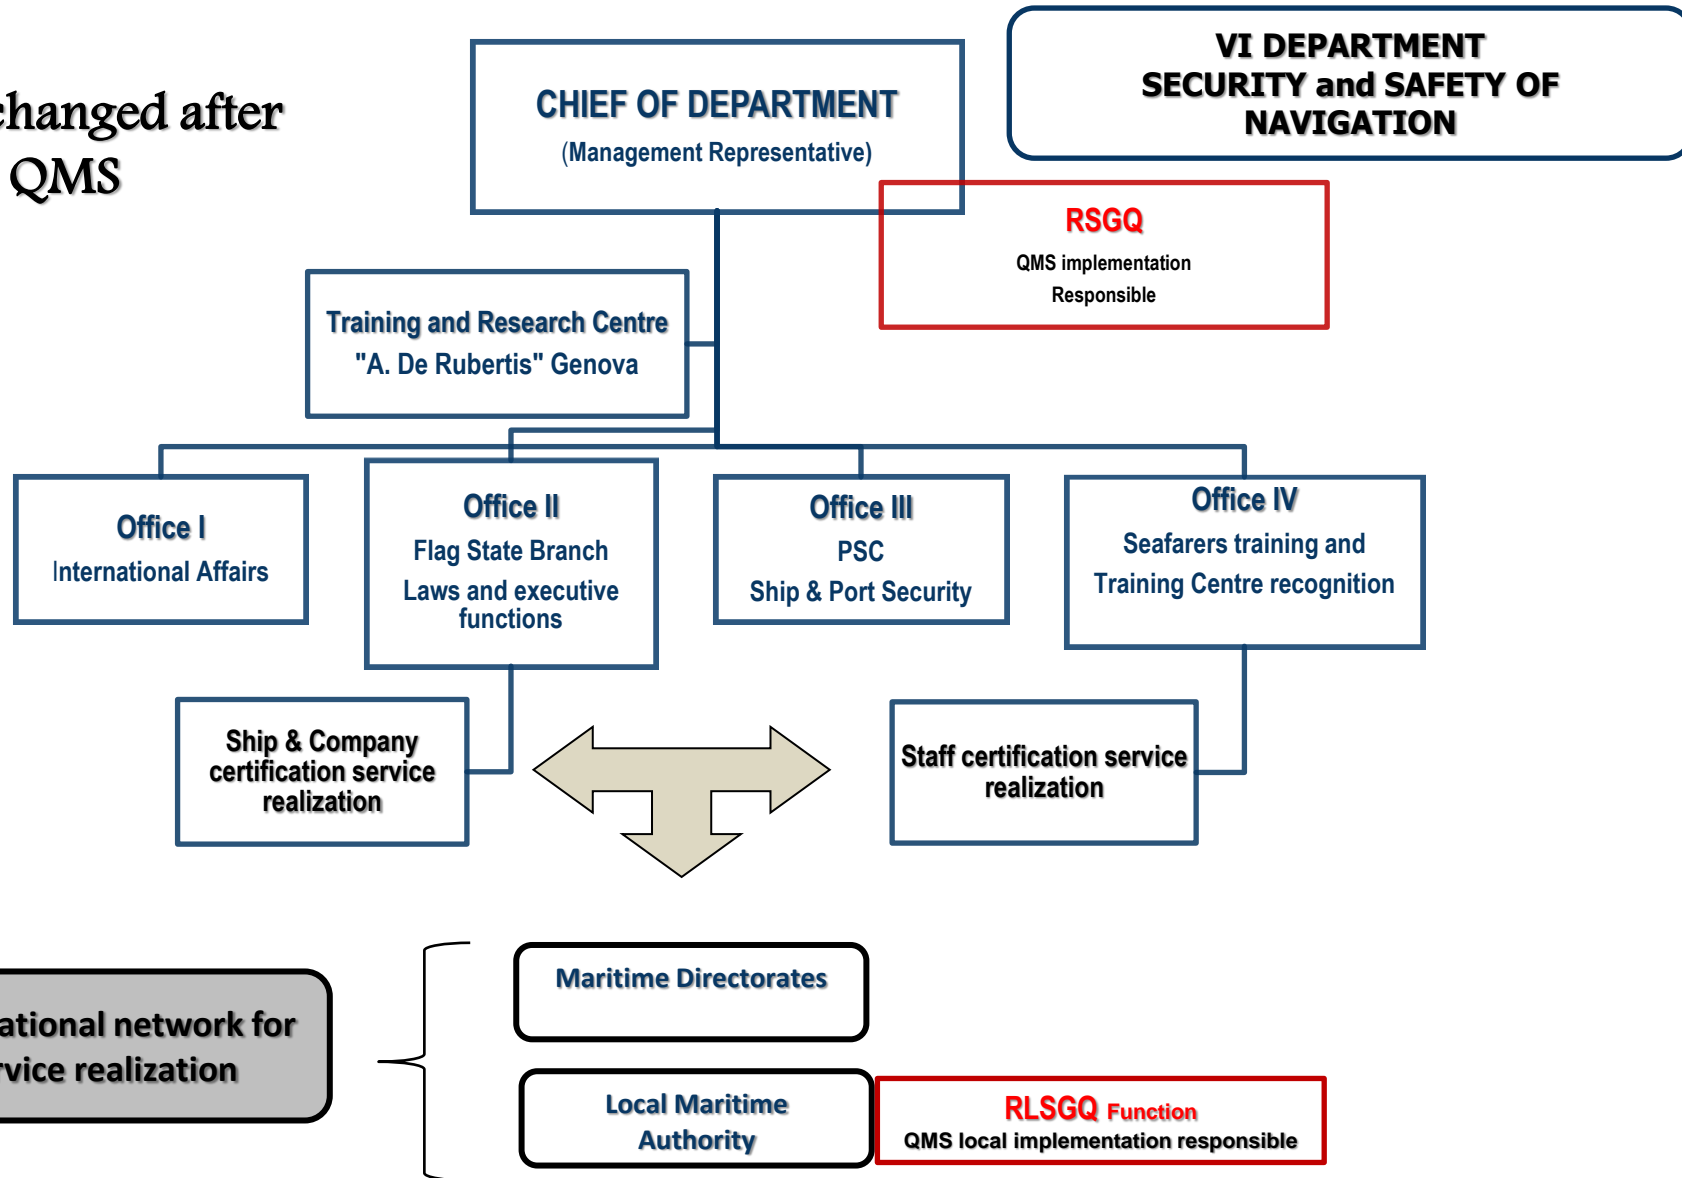 changed after
QMS
CHIEF OF DEPARTMENT
(Management Representative)
VI DEPARTMENT
SECURITY and SAFETY OF
NAVIGATION
RSGQ
QMS implementation
Responsible
Training and Research Centre
"A. De Rubertis" Genova
Office I
International Affairs
Office II
Flag State Branch
Laws and executive
functions
Office III
PSC
Ship & Port Security
Office IV
Seafarers training and
Training Centre recognition
Ship & Company
certification service
realization
Staff certification service
realization
Maritime Directorates
ational network for
rvice realization
Local Maritime
Authority
RLSGQ Function
QMS local implementation responsible